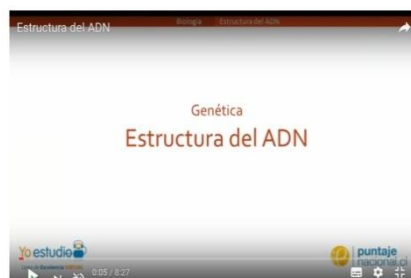 Biología Estructura del ADN
Estructura del ADN
Genética
Estructura del ADN
Yo estudio
puntaje
nacional.cl
0:05 / 8:27